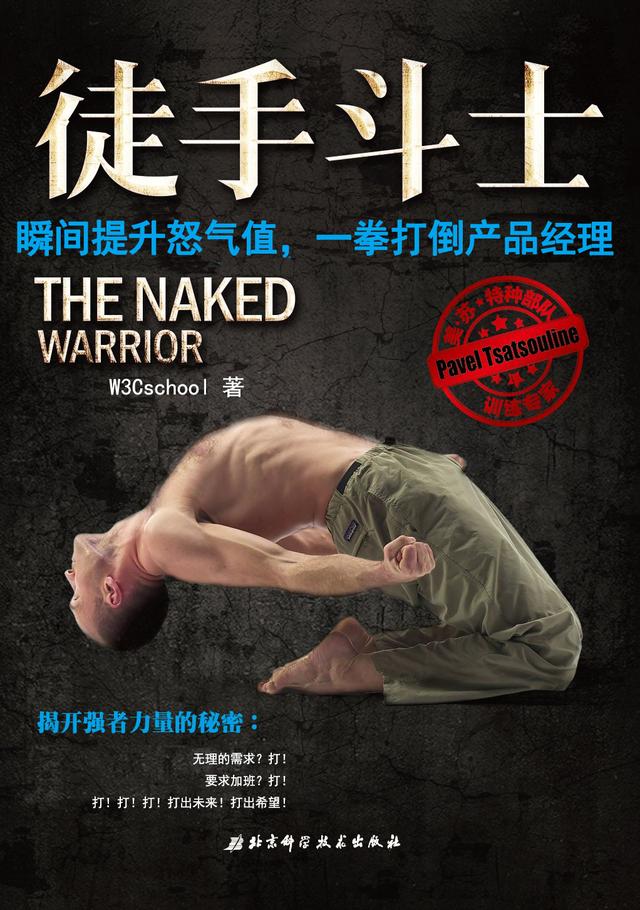 徒手斗士
瞬间提升怒气值，一拳打倒产品经理
THE NAKED
WARRIOR
美苏★特种部队
Pavel Tsatsouline
训练专家
W3Cschool 著
揭开强者力量的秘密：
无理的需求？打！
要求加班？打！
打！打！打！打出未来！打出希望！
北京科学技术出版社